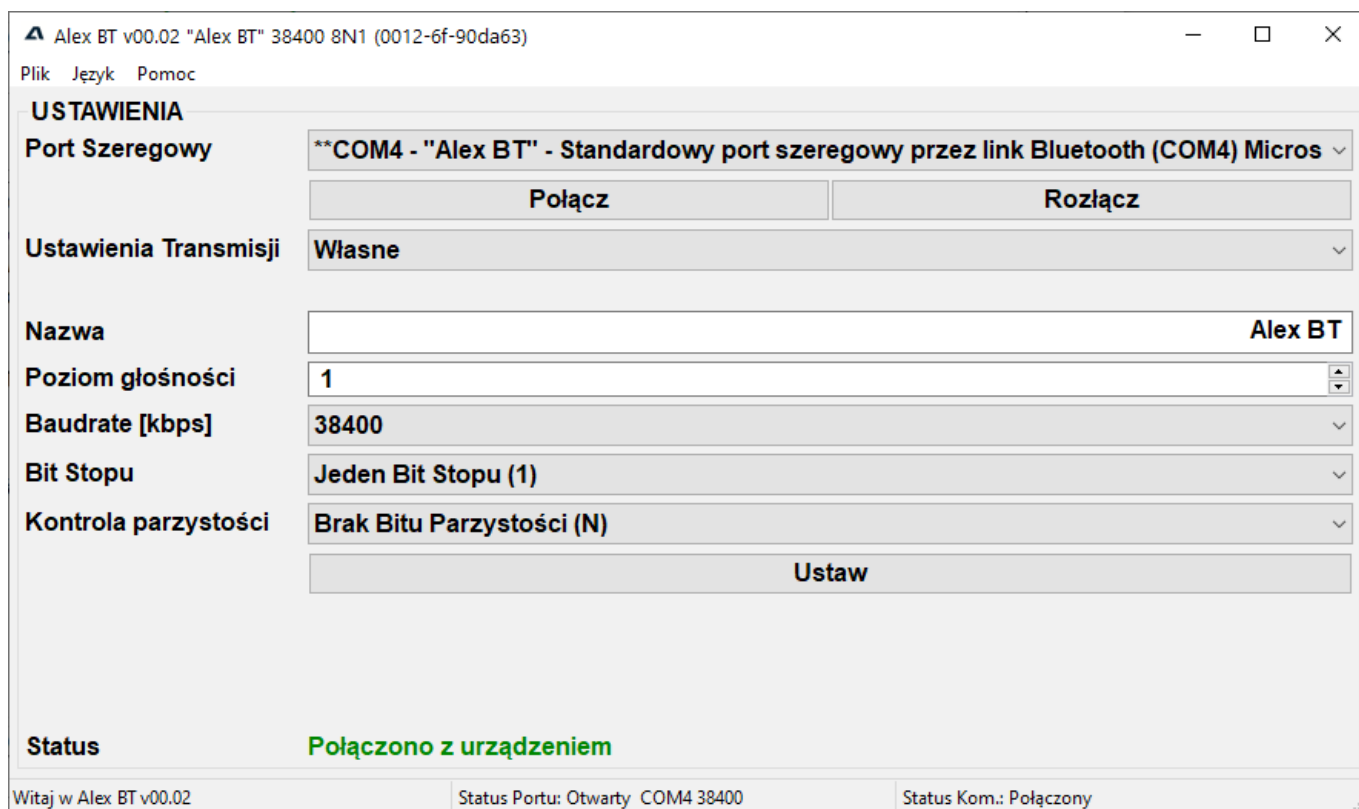 Alex BT v00.02 "Alex BT" 38400 8N1 (0012-6f-90da63)
Plik Język Pomoc
USTAWIENIA
Port Szeregowy **COM4 - "Alex BT" - Standardowy port szeregowy przez link Bluetooth (COM4) Micros
Połącz Rozłącz
Ustawienia Transmisji Własne
Nazwa Alex BT
Poziom głośności 1
Baudrate [kbps] 38400
Bit Stopu Jeden Bit Stopu (1)
Kontrola parzystości Brak Bitu Parzystości (N)
Ustaw
Status Połączono z urządzeniem
Witaj w Alex BT v00.02 Status Portu: Otwarty COM4 38400 Status Kom.: Połączony